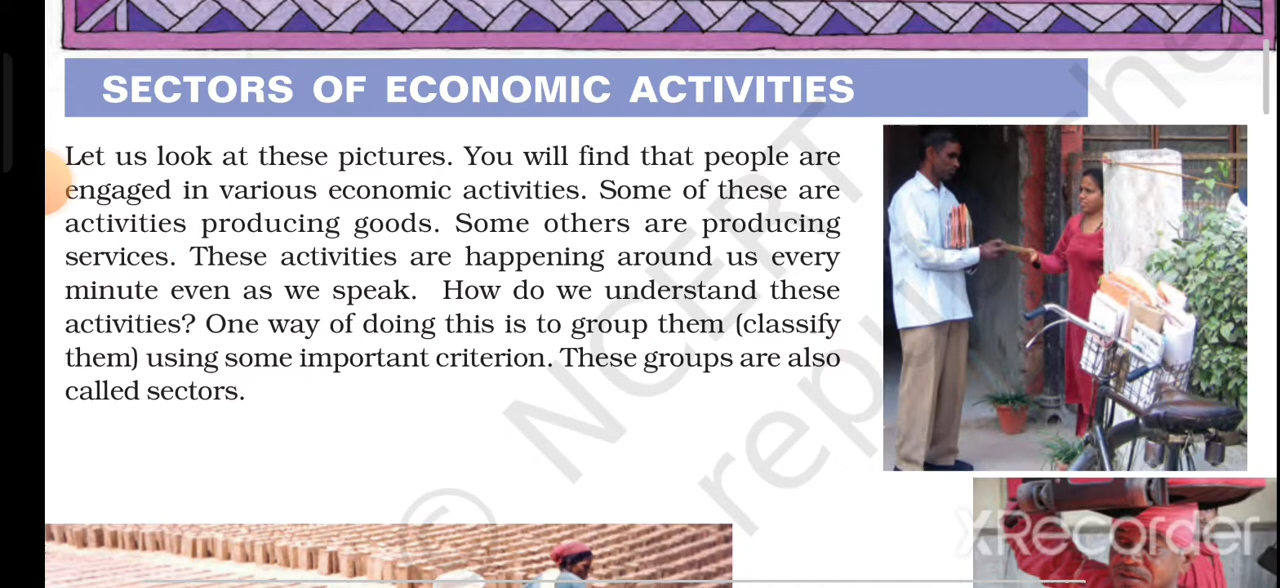 SECTORS OF ECONOMIC ACTIVITIES
Let us look at these pictures. You will find that people are
engaged in various economic activities. Some of these are
activities producing goods. Some others are producing
services. These activities are happening around us every
minute even as we speak. How do we understand these
activities? One way of doing this is to group them (classify
them) using some important criterion. These groups are also
called sectors.
© NCERT
republishe
XRecorder